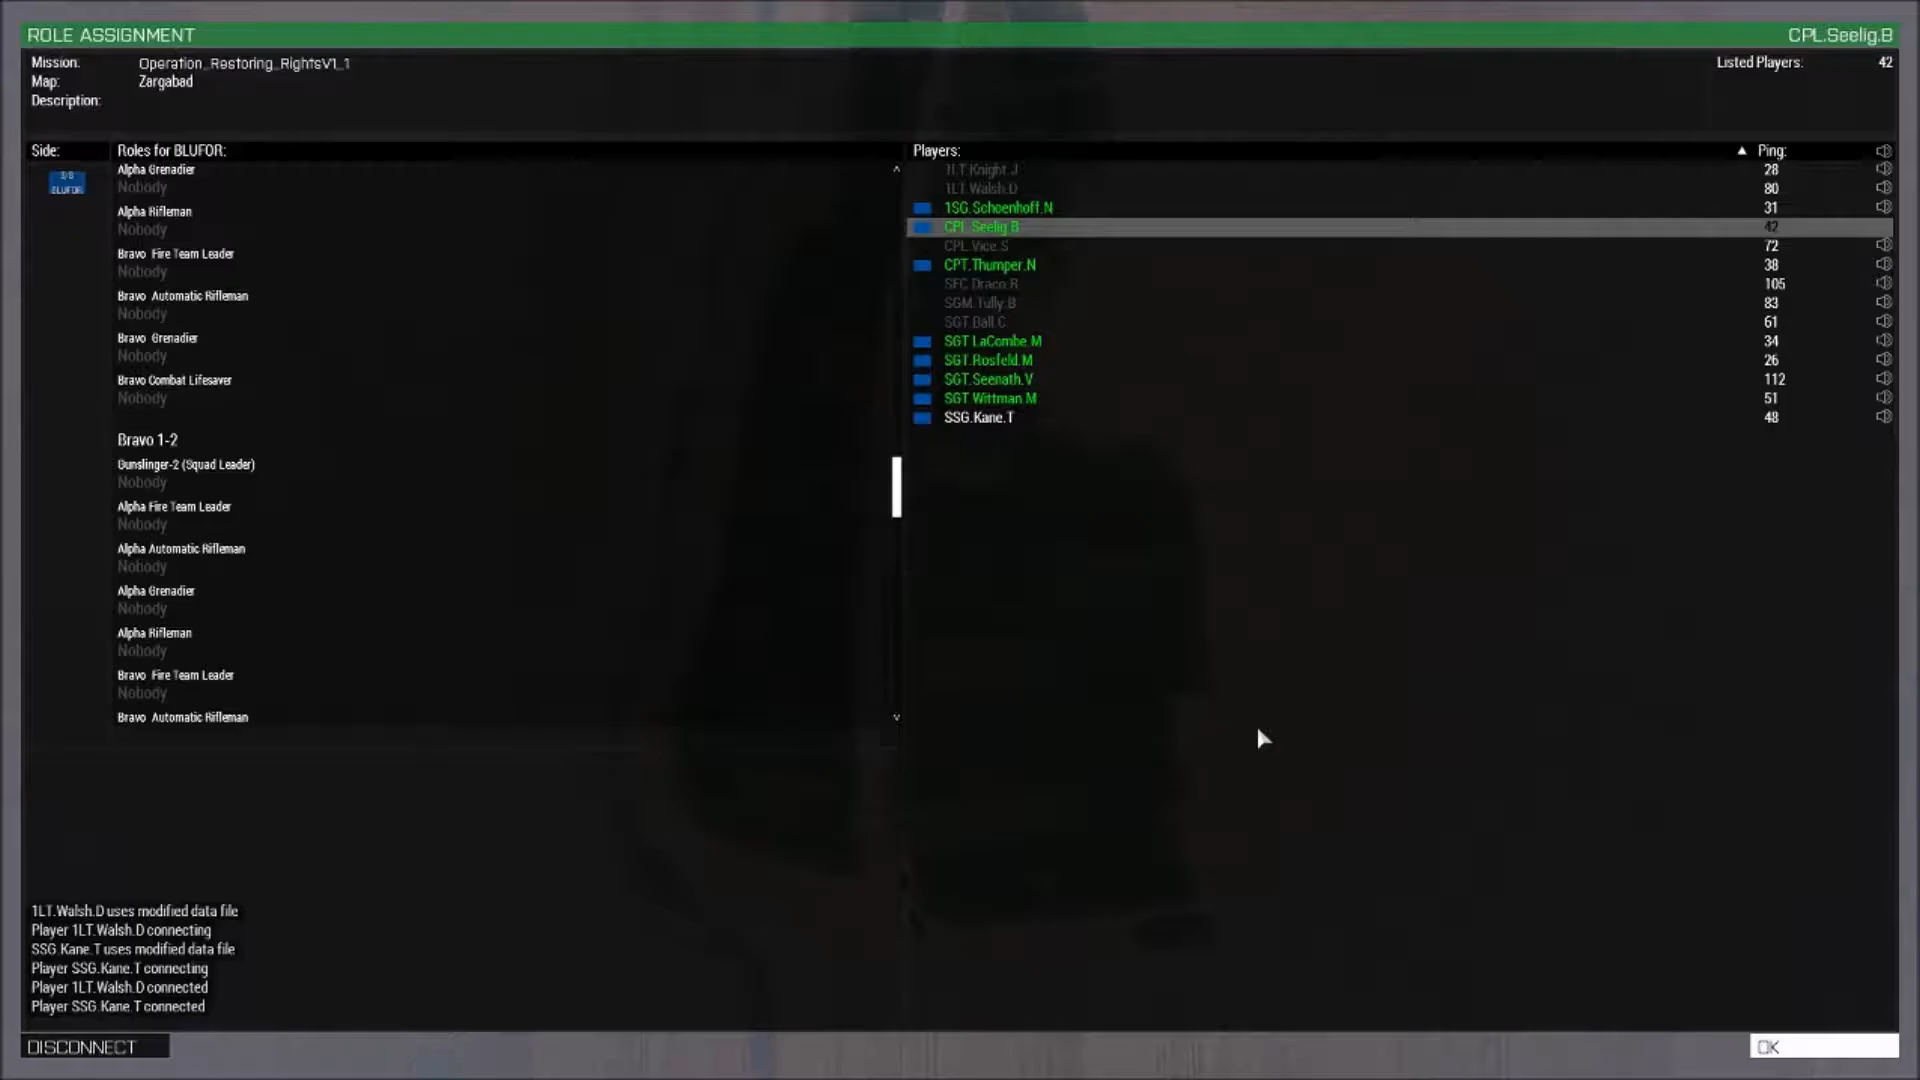 ROLE ASSIGNMENT CPL.Seelig.B
Mission: Operation_Restoring_RightsV1_1 Listed Players: 42
Map: Zargabad
Description:
Side: Roles for BLUFOR: Players: Ping:
BLUFOR
Alpha Grenadier
Nobody
Alpha Rifleman
Nobody
Bravo Fire Team Leader
Nobody
Bravo Automatic Rifleman
Nobody
Bravo Grenadier
Nobody
Bravo Combat Lifesaver
Nobody
Bravo 1-2
Gunslinger-2 (Squad Leader)
Nobody
Alpha Fire Team Leader
Nobody
Alpha Automatic Rifleman
Nobody
Alpha Grenadier
Nobody
Alpha Rifleman
Nobody
Bravo Fire Team Leader
Nobody
Bravo Automatic Rifleman
1LT.Knight.J 28
1LT.Walsh.D 80
1SG.Schoenhoff.N 31
CPL.Seelig.B 42
CPL.Vice.S 72
CPT.Thumper.N 38
SFC.Draco.R 105
SGM.Tully.B 83
SGT.Ball.C 61
SGT.LaCombe.M 34
SGT.Rosfeld.M 26
SGT.Seenath.V 112
SGT.Wittman.M 51
SSG.Kane.T 48
1LT.Walsh.D uses modified data file
Player 1LT.Walsh.D connecting
SSG.Kane.T uses modified data file
Player SSG.Kane.T connecting
Player 1LT.Walsh.D connected
Player SSG.Kane.T connected
DISCONNECT OK